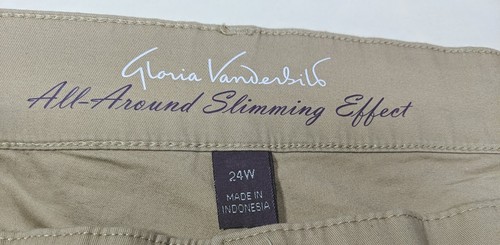 Gloria Vanderbilt
All-Around Slimming Effect
24W
MADE IN
INDONESIA